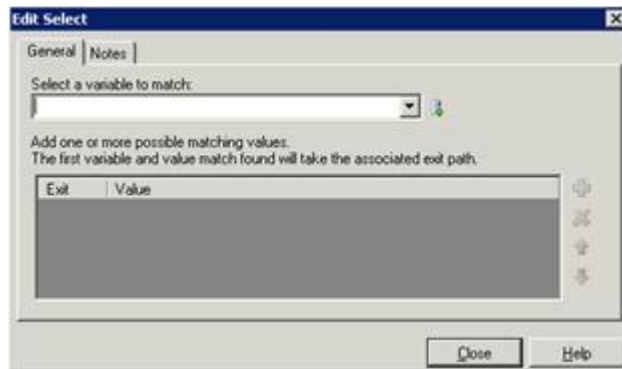 Edit Select
General Notes
Select a variable to match:
Add one or more possible matching values.
The first variable and value match found will take the associated exit path.
Exit Value
Close Help